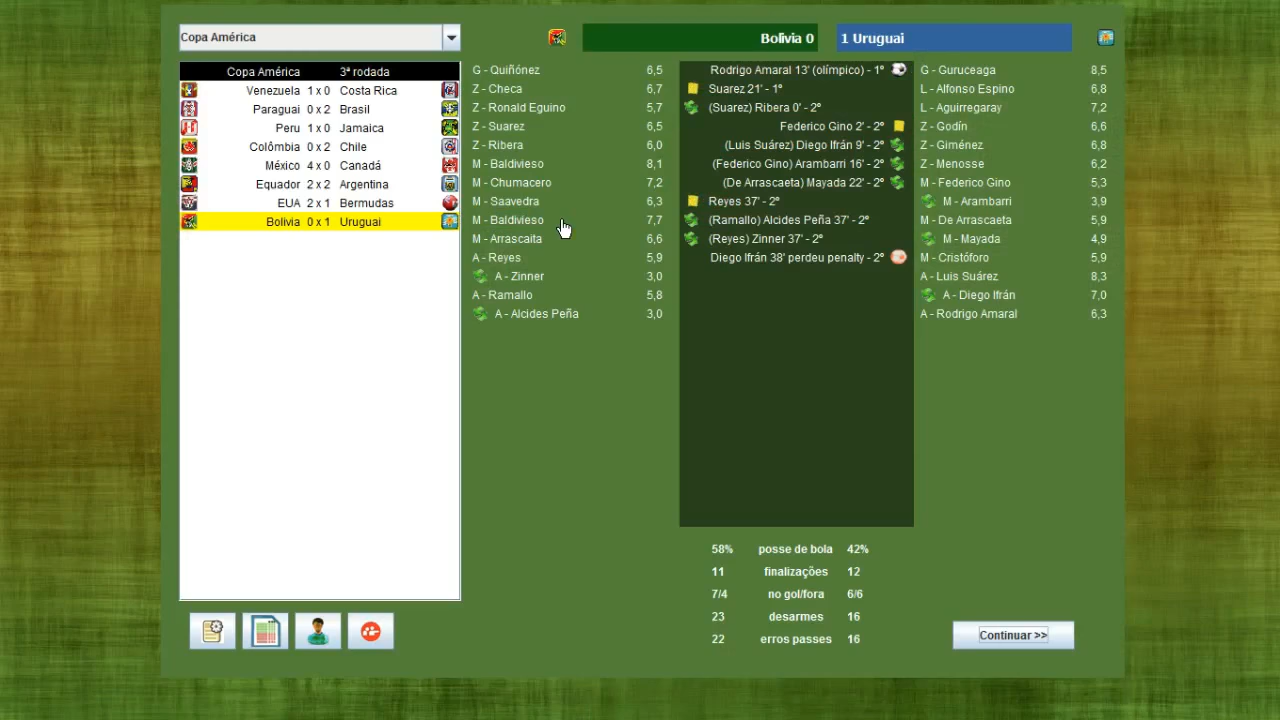 Copa América
Bolivia 0
1 Uruguai
Copa América 3ª rodada
Venezuela 1 x 0 Costa Rica
Paraguai 0 x 2 Brasil
Peru 1 x 0 Jamaica
Colômbia 0 x 2 Chile
México 4 x 0 Canadá
Equador 2 x 2 Argentina
EUA 2 x 1 Bermudas
Bolivia 0 x 1 Uruguai
G - Quiñónez 6,5
Z - Checa 6,7
Z - Ronald Eguino 5,7
Z - Suarez 6,5
Z - Ribera 6,0
M - Baldivieso 8,1
M - Chumacero 7,2
M - Saavedra 6,3
M - Baldivieso 7,7
M - Arrascaita 6,6
A - Reyes 5,9
A - Zinner 3,0
A - Ramallo 5,8
A - Alcides Peña 3,0
Rodrigo Amaral 13' (olímpico) - 1º
Suarez 21' - 1º
(Suarez) Ribera 0' - 2º
Federico Gino 2' - 2º
(Luis Suárez) Diego Ifrán 9' - 2º
(Federico Gino) Arambarri 16' - 2º
(De Arrascaeta) Mayada 22' - 2º
Reyes 37' - 2º
(Ramallo) Alcides Peña 37' - 2º
(Reyes) Zinner 37' - 2º
Diego Ifrán 38' perdeu penalty - 2º
G - Guruceaga 8,5
L - Alfonso Espino 6,8
L - Aguirregaray 7,2
Z - Godín 6,6
Z - Giménez 6,8
Z - Menosse 6,2
M - Federico Gino 5,3
M - Arambarri 3,9
M - De Arrascaeta 5,9
M - Mayada 4,9
M - Cristóforo 5,9
A - Luis Suárez 8,3
A - Diego Ifrán 7,0
A - Rodrigo Amaral 6,3
58% posse de bola 42%
11 finalizações 12
7/4 no gol/fora 6/6
23 desarmes 16
22 erros passes 16
Continuar >>